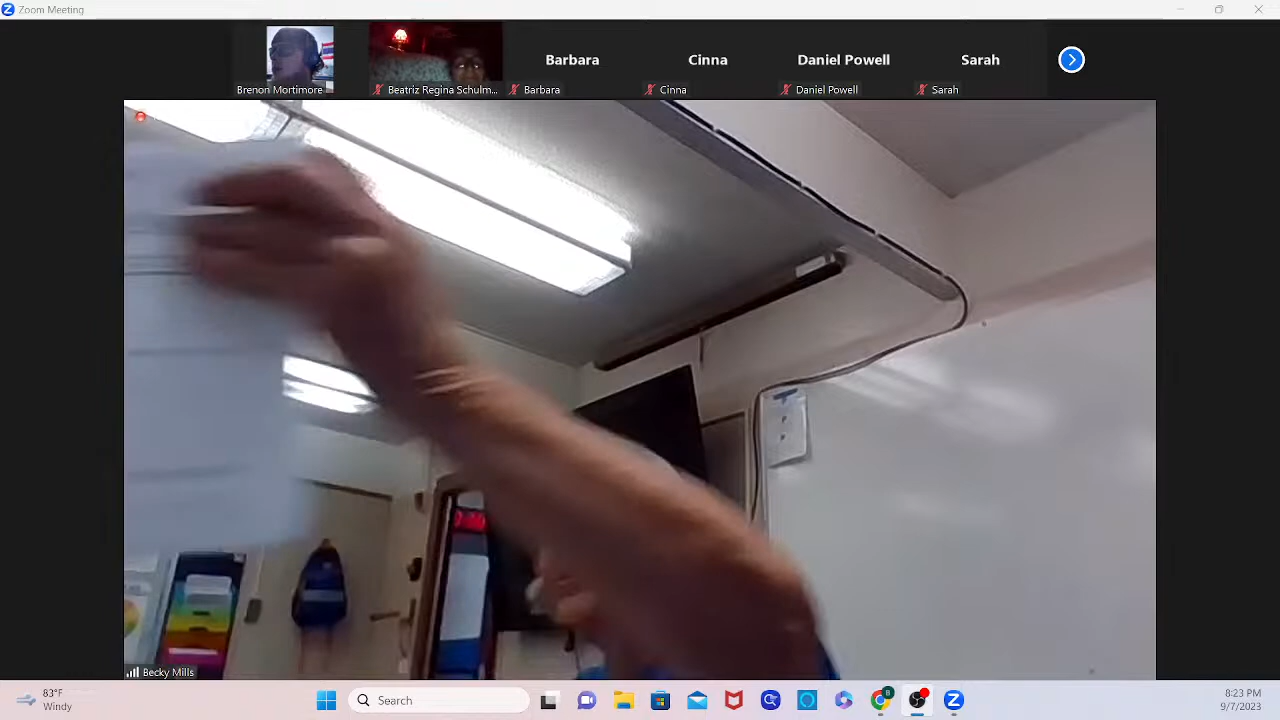 Zoom Meeting
Barbara
Cinna
Daniel Powell
Sarah
Brenon Mortimore
Beatriz Regina Schulm...
Barbara
Cinna
Daniel Powell
Sarah
P
P
Becky Mills
83°F
Windy
Search
8:23 PM
9/7/2023